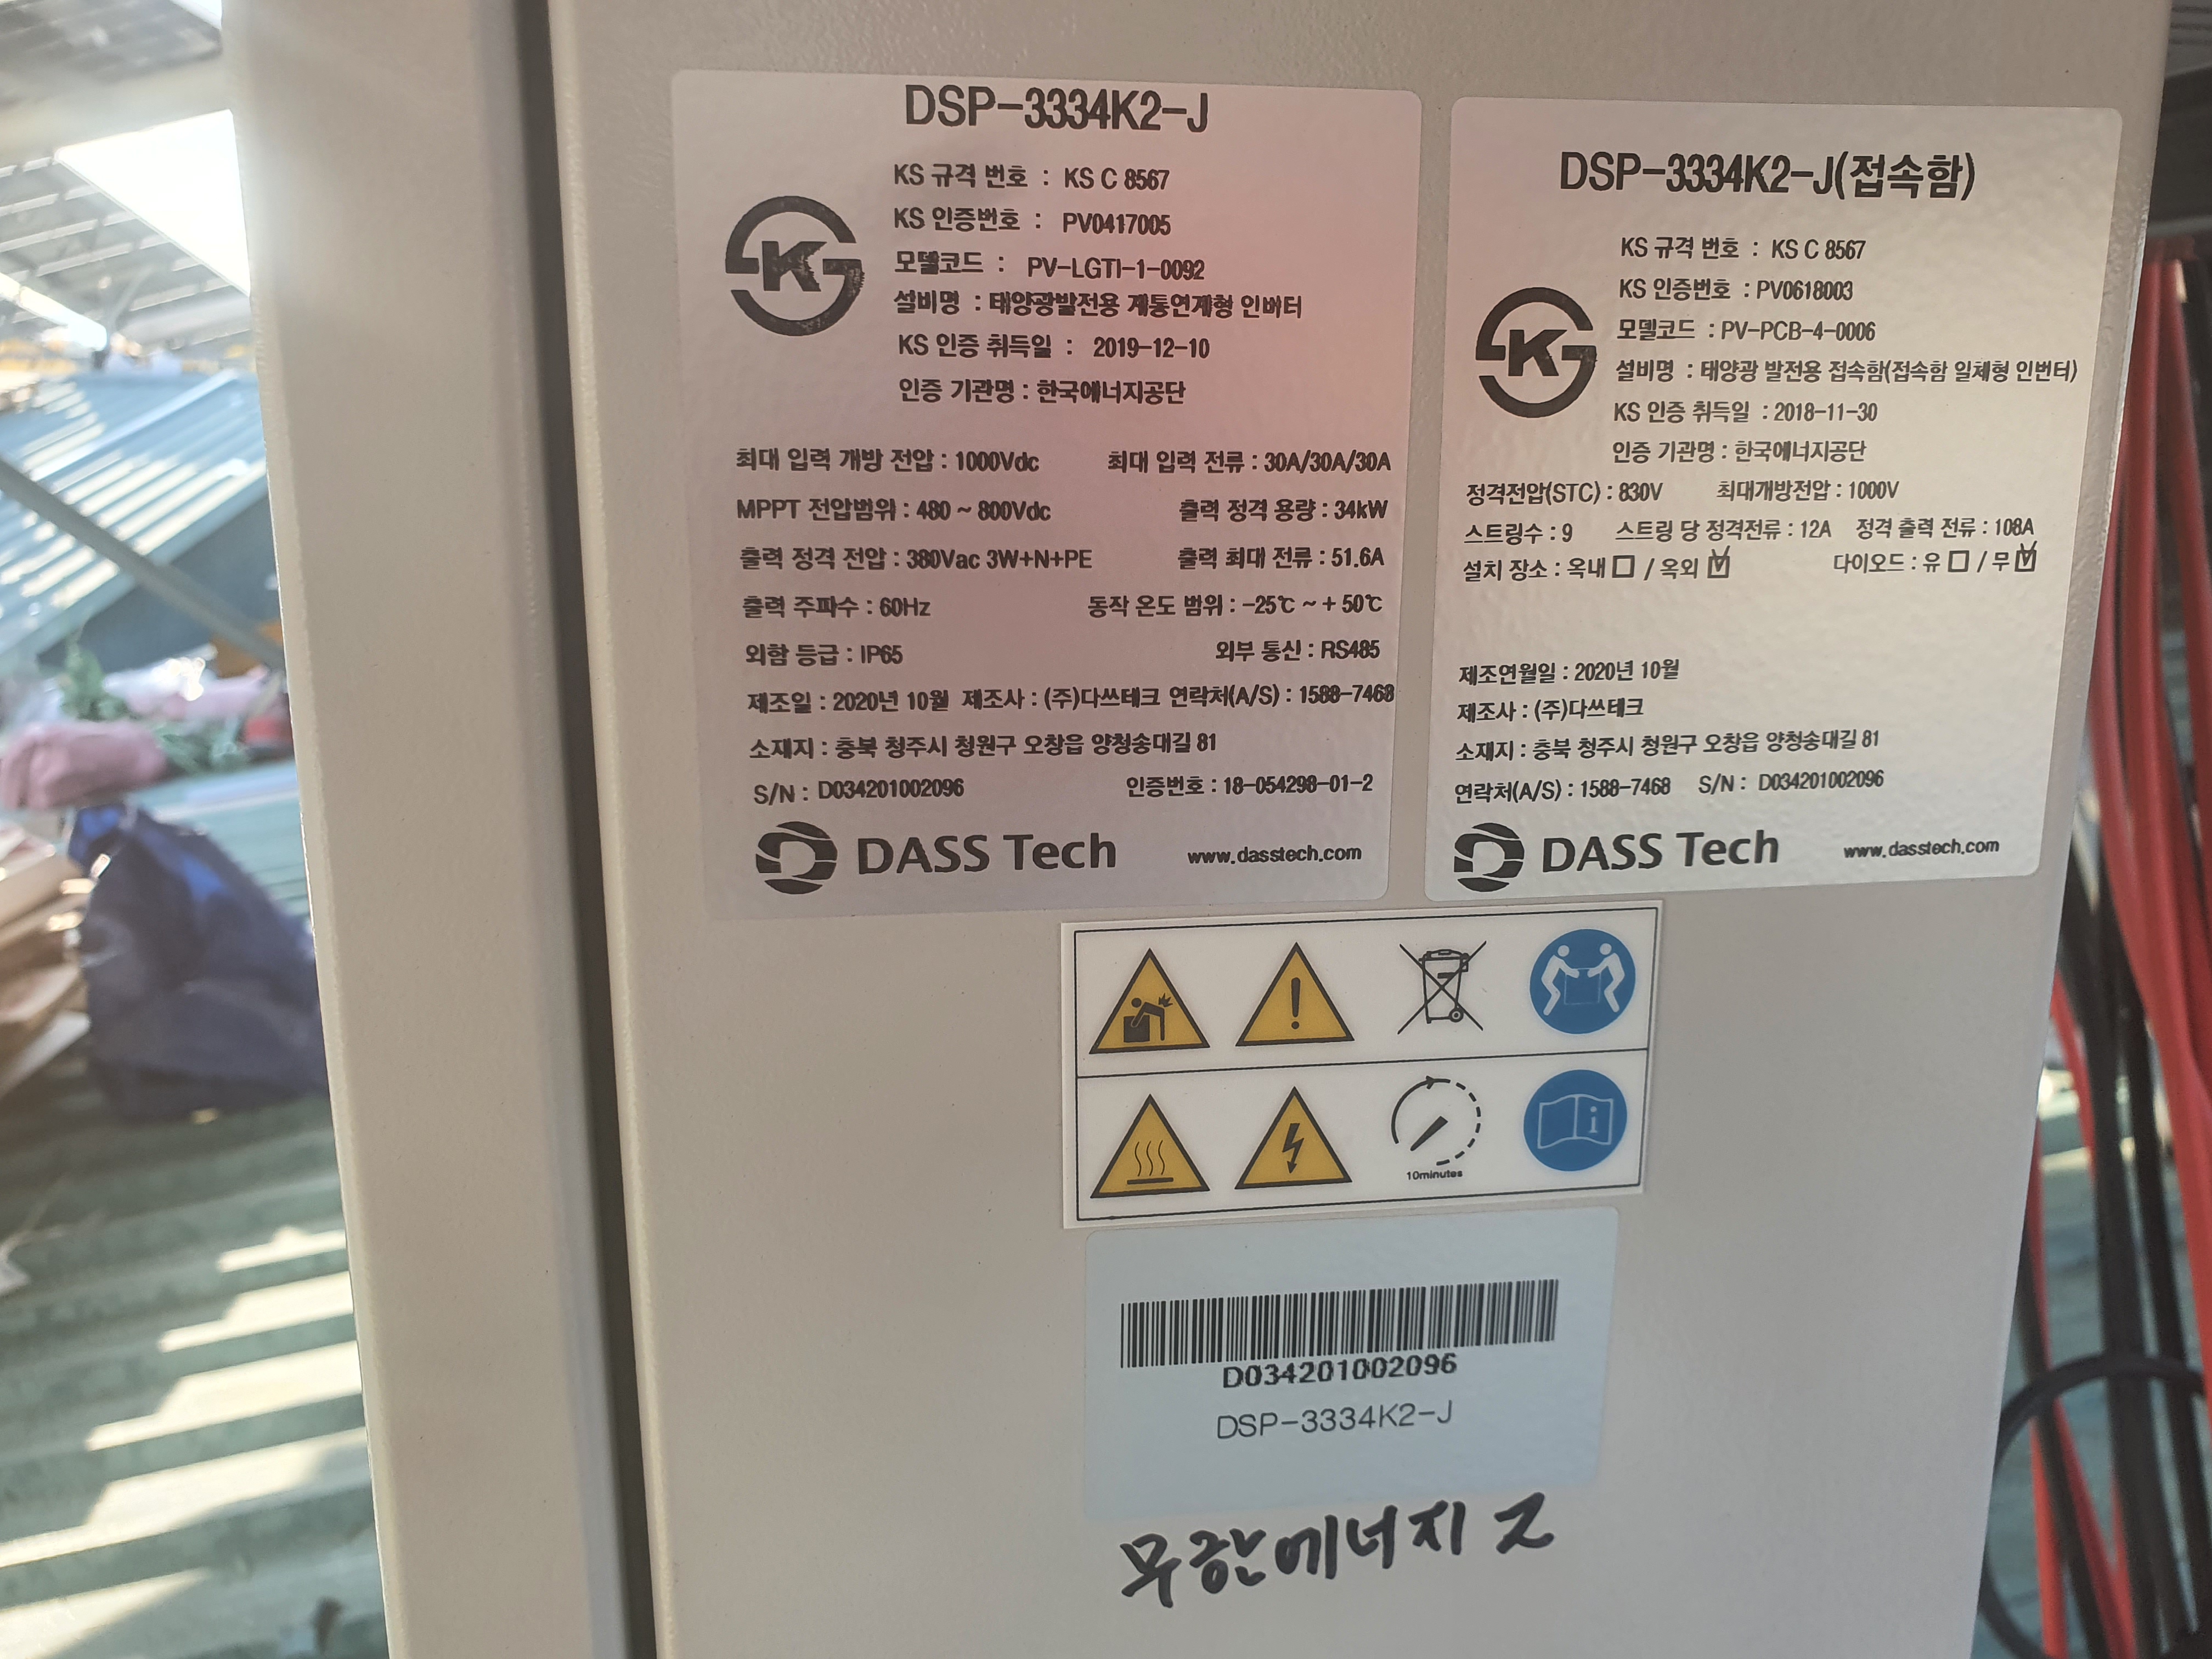 DSP-3334K2-J
KS 규격 번호 : KS C 8567
KS 인증번호 : PV0417005
모델코드 : PV-LGTI-1-0092
설비명 : 태양광발전용 계통연계형 인버터
KS 인증 취득일 : 2019-12-10
인증 기관명 : 한국에너지공단
최대 입력 개방 전압 : 1000Vdc 최대 입력 전류 : 30A/30A/30A
MPPT 전압범위 : 480 ~ 800Vdc 출력 정격 용량 : 34kW
출력 정격 전압 : 380Vac 3W+N+PE 출력 최대 전류 : 51.6A
출력 주파수 : 60Hz 동작 온도 범위 : -25℃ ~ + 50℃
외함 등급 : IP65 외부 통신 : RS485
제조일 : 2020년 10월 제조사 : (주)다쓰테크 연락처(A/S) : 1588-7468
소재지 : 충북 청주시 청원구 오창읍 양청송대길 81
S/N : D034201002096 인증번호 : 18-054298-01-2
DASS Tech www.dasstech.com
DSP-3334K2-J(접속함)
KS 규격 번호 : KS C 8567
KS 인증번호 : PV0618003
모델코드 : PV-PCB-4-0006
설비명 : 태양광 발전용 접속함(접속함 일체형 인번터)
KS 인증 취득일 : 2018-11-30
인증 기관명 : 한국에너지공단
정격전압(STC) : 830V 최대개방전압 : 1000V
스트링수 : 9 스트링 당 정격전류 : 12A 정격 출력 전류 : 108A
설치 장소 : 옥내 □ / 옥외 ☑ 다이오드 : 유 □ / 무 ☑
제조연월일 : 2020년 10월
제조사 : (주)다쓰테크
소재지 : 충북 청주시 청원구 오창읍 양청송대길 81
연락처(A/S) : 1588-7468 S/N : D034201002096
DASS Tech www.dasstech.com
10minutes
D034201002096
DSP-3334K2-J
무한에너지 2